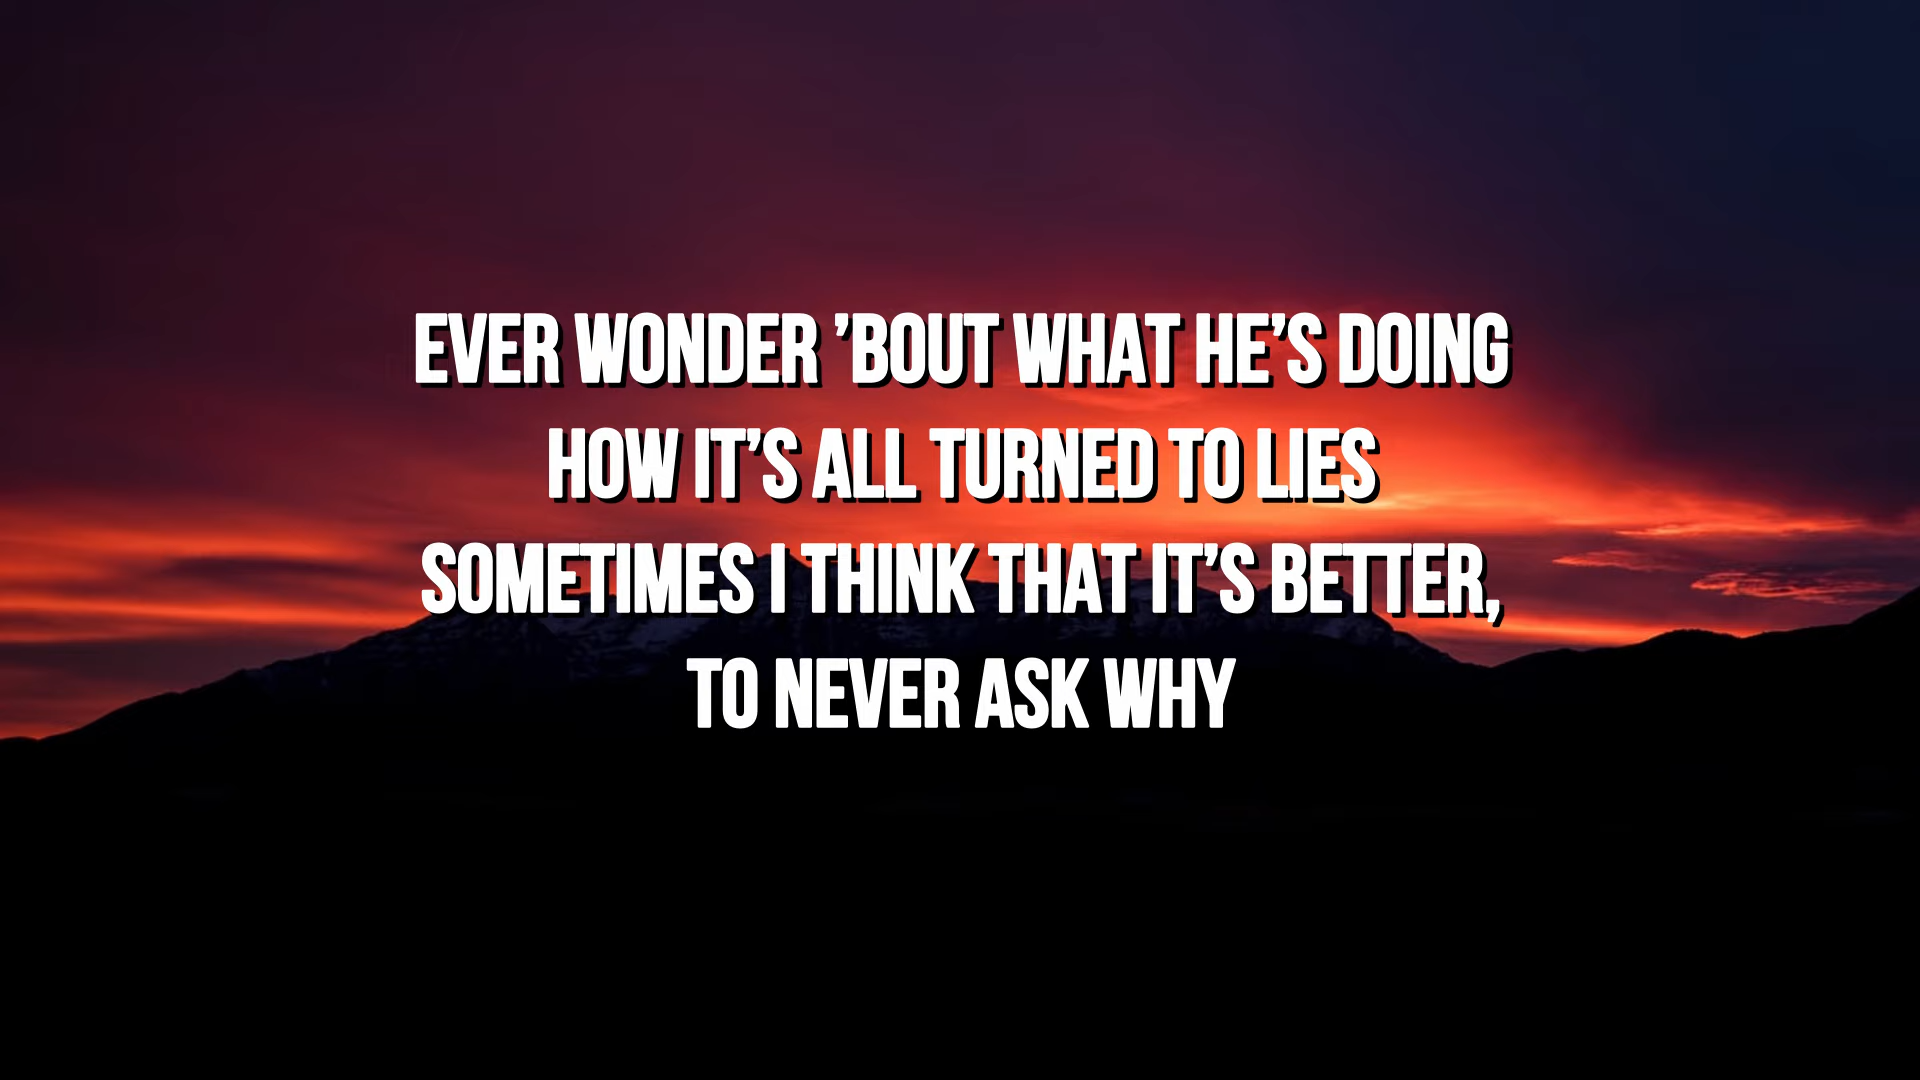 EVER WONDER ’BOUT WHAT HE’S DOING
HOW IT’S ALL TURNED TO LIES
SOMETIMES I THINK THAT IT’S BETTER,
TO NEVER ASK WHY